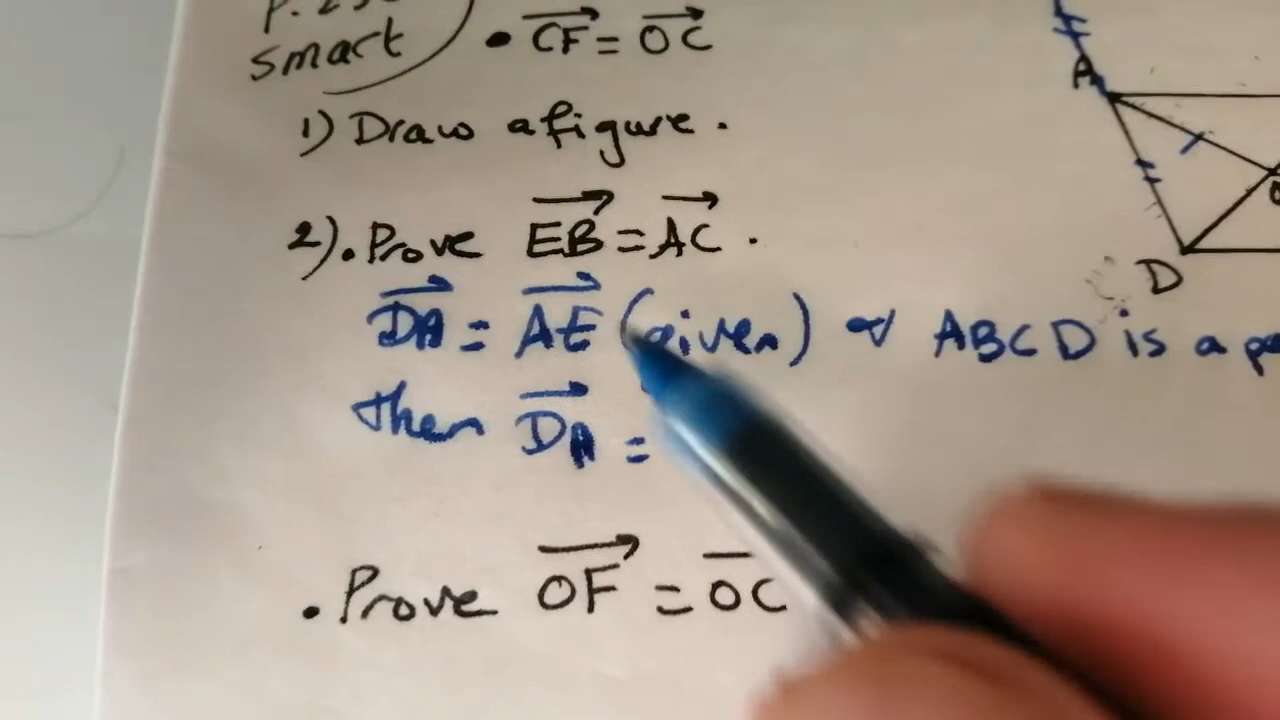 smart
• CF = OC
1) Draw a figure.
2). Prove EB = AC.
DA = AE (given) & ABCD is a
then DA =
. Prove OF = OC
A
D